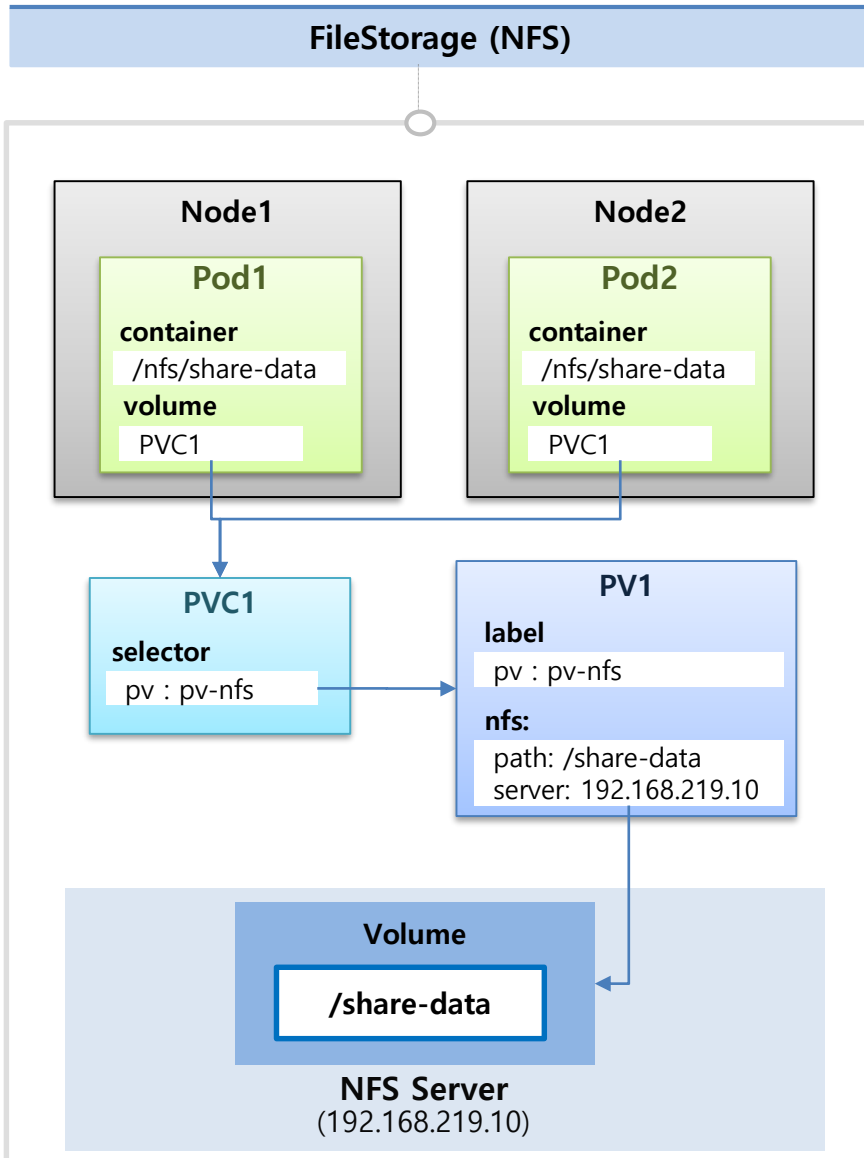 FileStorage (NFS)
Node1
Pod1
container
/nfs/share-data
volume
PVC1
Node2
Pod2
container
/nfs/share-data
volume
PVC1
PVC1
selector
pv : pv-nfs
PV1
label
pv : pv-nfs
nfs:
path: /share-data
server: 192.168.219.10
Volume
/share-data
NFS Server
(192.168.219.10)